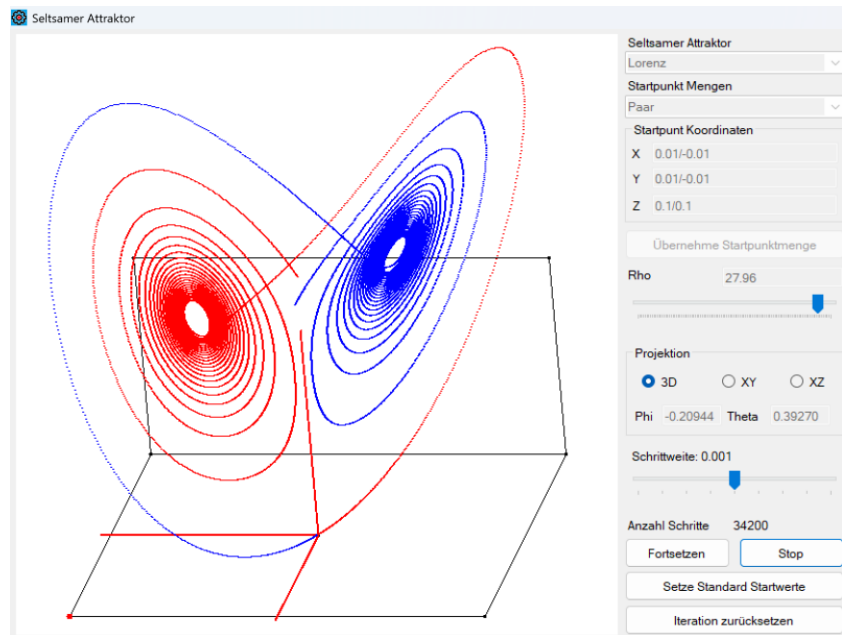 Seltsamer Attraktor
Seltsamer Attraktor
Lorenz
Startpunkt Mengen
Paar
Startpunt Koordinaten
X 0.01/-0.01
Y 0.01/-0.01
Z 0.1/0.1
Übernehme Startpunktmenge
Rho 27.96
Projektion
3D XY XZ
Phi -0.20944 Theta 0.39270
Schrittweite: 0.001
Anzahl Schritte 34200
Fortsetzen Stop
Setze Standard Startwerte
Iteration zurücksetzen